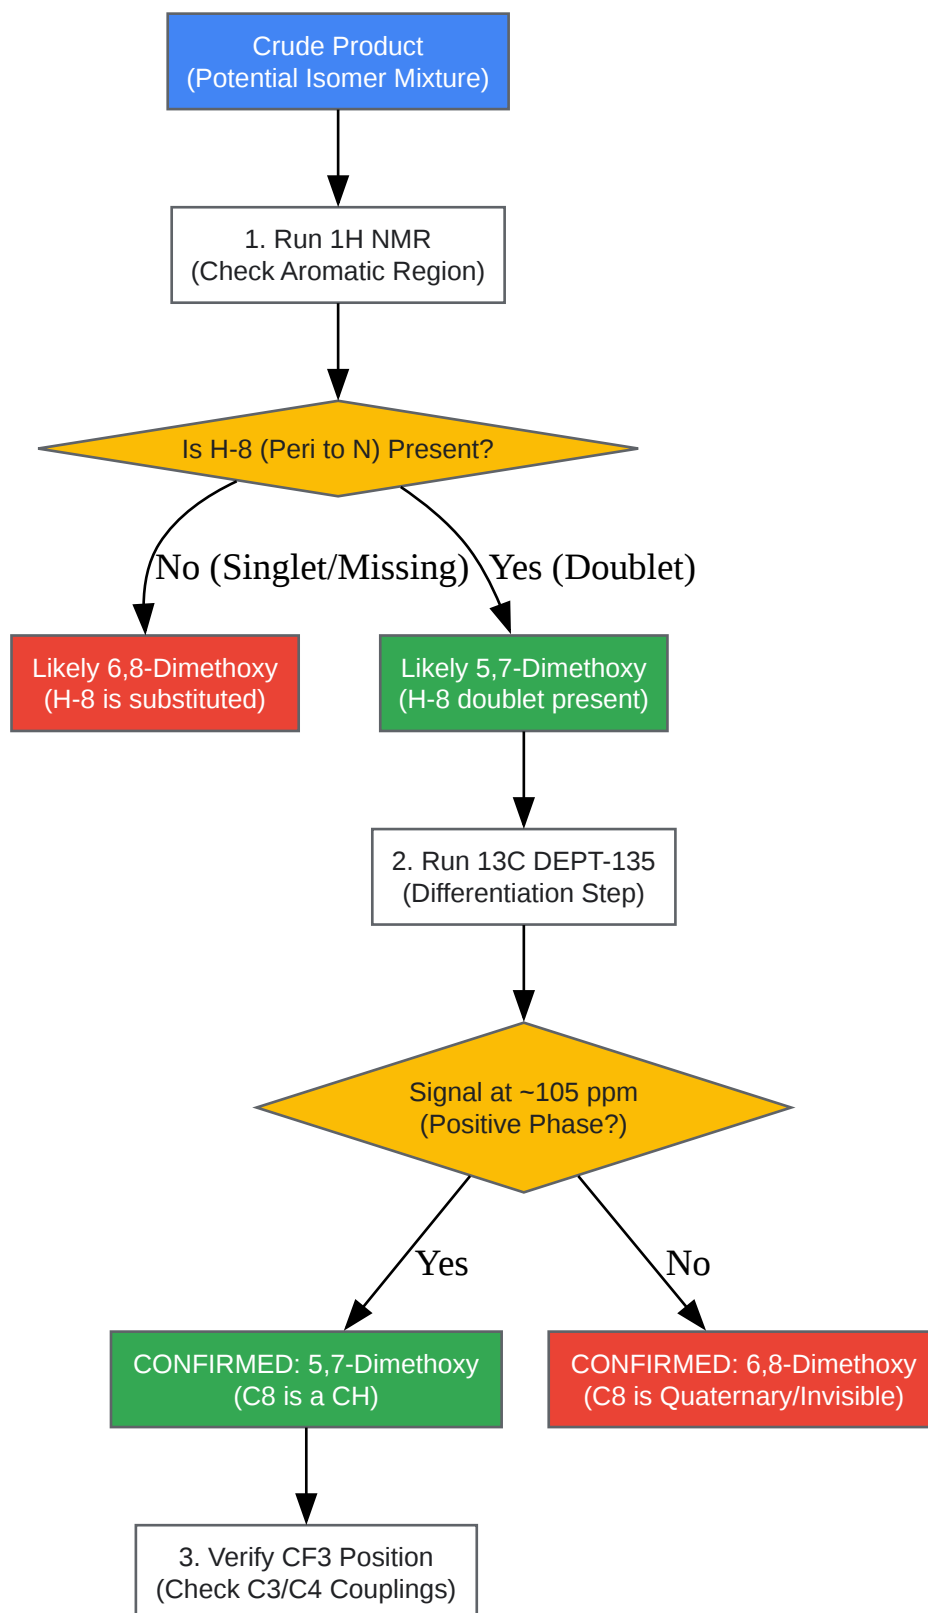 Crude Product
(Potential Isomer Mixture)
1. Run 1H NMR
(Check Aromatic Region)
Is H-8 (Peri to N) Present?
No (Singlet/Missing)
Yes (Doublet)
Likely 6,8-Dimethoxy
(H-8 is substituted)
Likely 5,7-Dimethoxy
(H-8 doublet present)
2. Run 13C DEPT-135
(Differentiation Step)
Signal at ~105 ppm
(Positive Phase?)
Yes
No
CONFIRMED: 5,7-Dimethoxy
(C8 is a CH)
CONFIRMED: 6,8-Dimethoxy
(C8 is Quaternary/Invisible)
3. Verify CF3 Position
(Check C3/C4 Couplings)